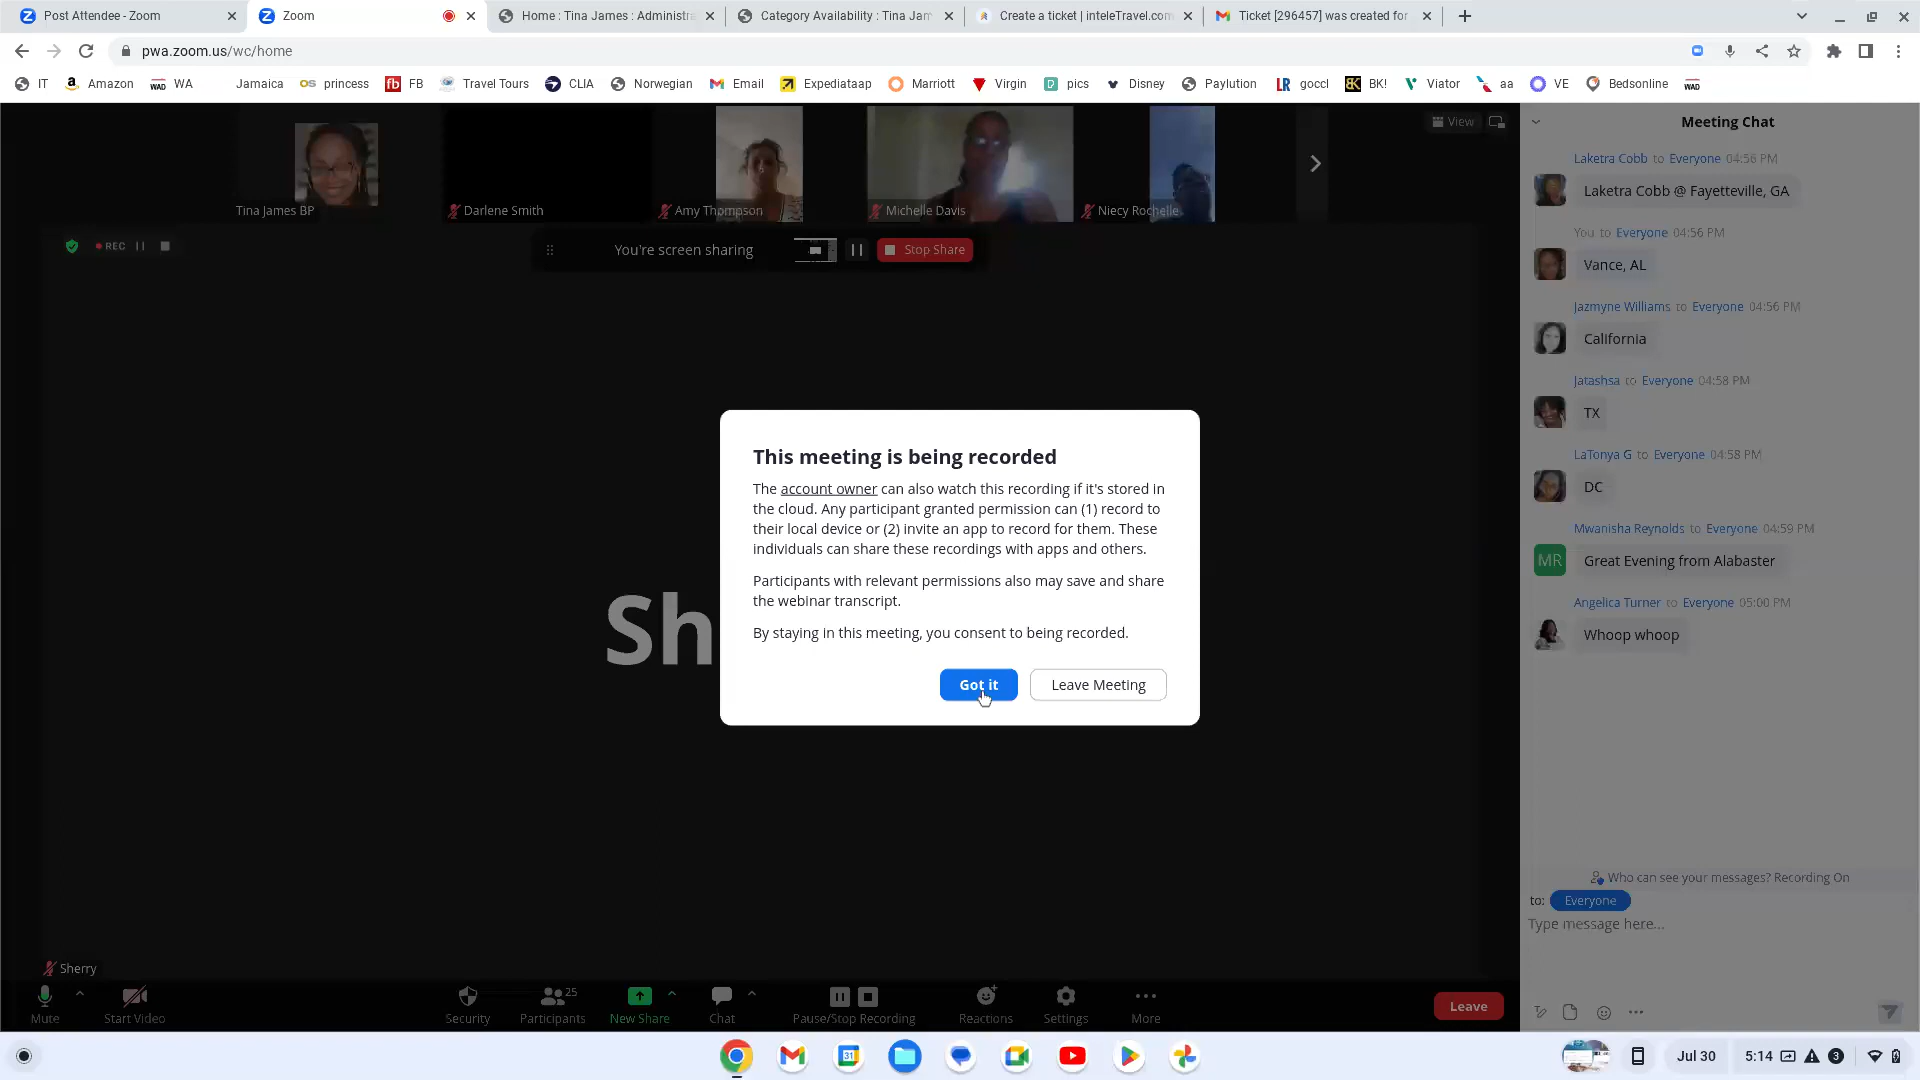 Post Attendee - Zoom
Zoom
Home : Tina James : Administra
Category Availability : Tina Jam
Create a ticket | inteleTravel.com
Ticket [296457] was created for
pwa.zoom.us/wc/home
IT
Amazon
WAD WA
Jamaica
princess
fb FB
Travel Tours
CLIA
Norwegian
Email
Expediataap
Marriott
Virgin
pics
Disney
Paylution
LR goccl
BK BK!
Viator
aa
VE
Bedsonline
WAD
Tina James BP
Darlene Smith
Amy Thompson
Michelle Davis
Niecy Rochelle
View
REC
You're screen sharing
Stop Share
Sh
This meeting is being recorded
The account owner can also watch this recording if it's stored in
the cloud. Any participant granted permission can (1) record to
their local device or (2) invite an app to record for them. These
individuals can share these recordings with apps and others.
Participants with relevant permissions also may save and share
the webinar transcript.
By staying in this meeting, you consent to being recorded.
Got it
Leave Meeting
Meeting Chat
Laketra Cobb to Everyone 04:56 PM
Laketra Cobb @ Fayetteville, GA
You to Everyone 04:56 PM
Vance, AL
Jazmyne Williams to Everyone 04:56 PM
California
Jatashsa to Everyone 04:58 PM
TX
LaTonya G to Everyone 04:58 PM
DC
Mwanisha Reynolds to Everyone 04:59 PM
MR
Great Evening from Alabaster
Angelica Turner to Everyone 05:00 PM
Whoop whoop
Who can see your messages? Recording On
to: Everyone
Type message here...
Sherry
Mute
Start Video
Security
25
Participants
New Share
Chat
Pause/Stop Recording
Reactions
Settings
More
Leave
31
Jul 30
5:14
3